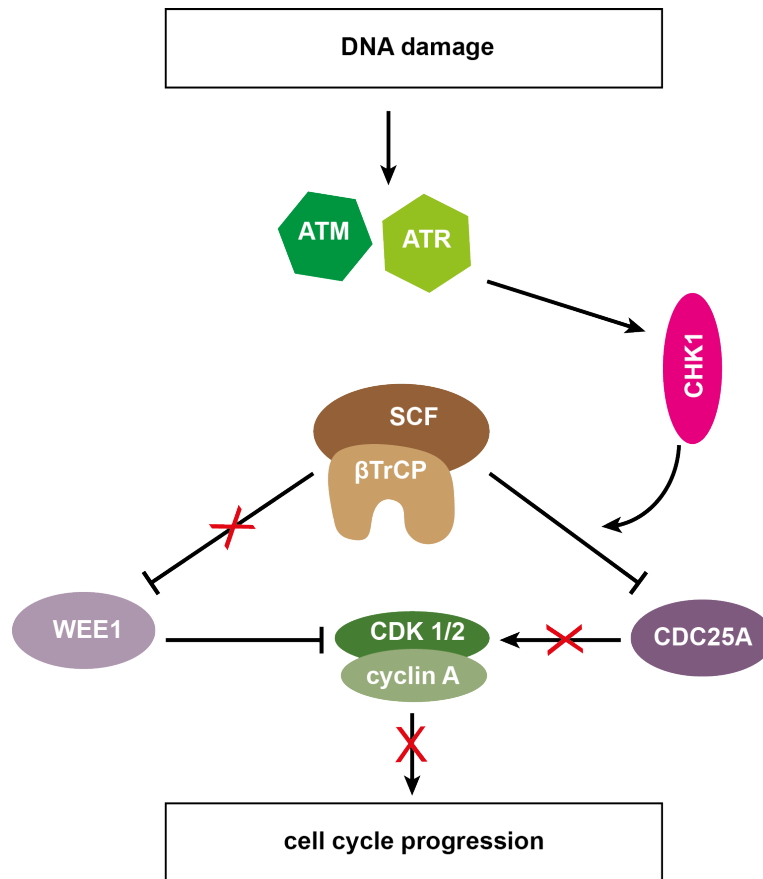 DNA damage
ATM
ATR
CHK1
SCF
βTrCP
WEE1
CDK 1/2
CDC25A
cyclin A
cell cycle progression